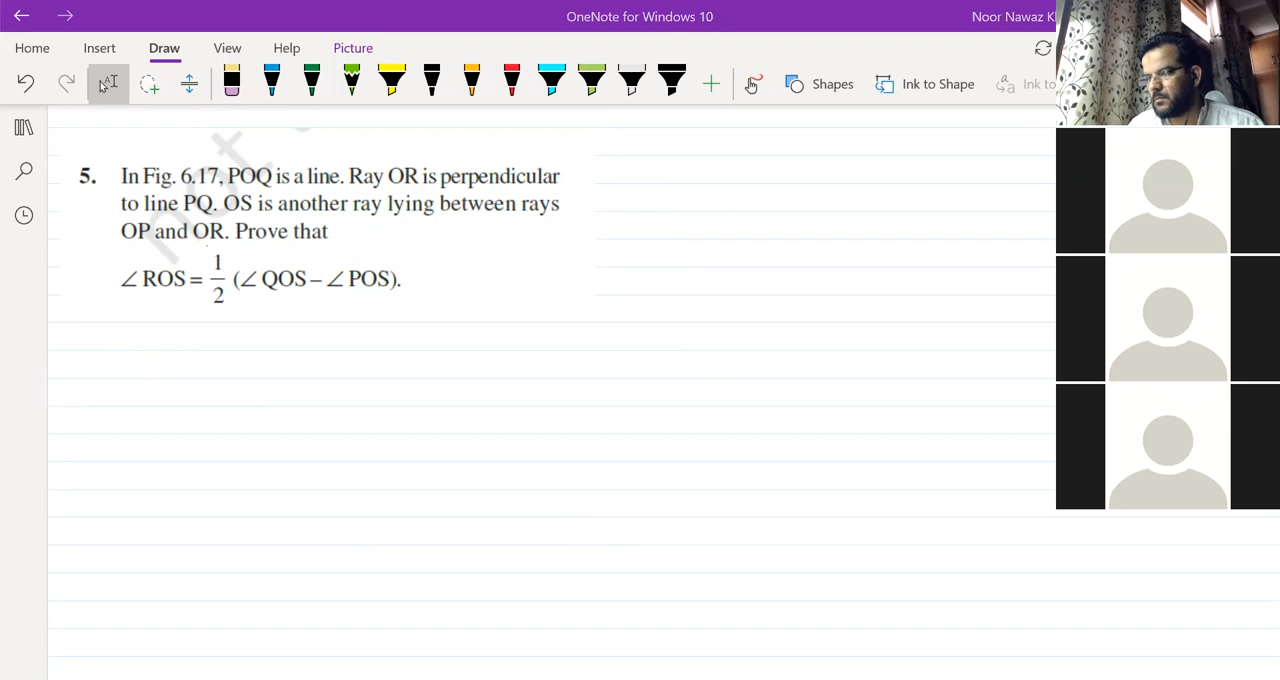 OneNote for Windows 10
Noor Nawaz K
Home Insert Draw View Help Picture
Shapes Ink to Shape Ink to
not
5. In Fig. 6.17, POQ is a line. Ray OR is perpendicular
to line PQ. OS is another ray lying between rays
OP and OR. Prove that
∠ ROS = 1/2 (∠ QOS – ∠ POS).